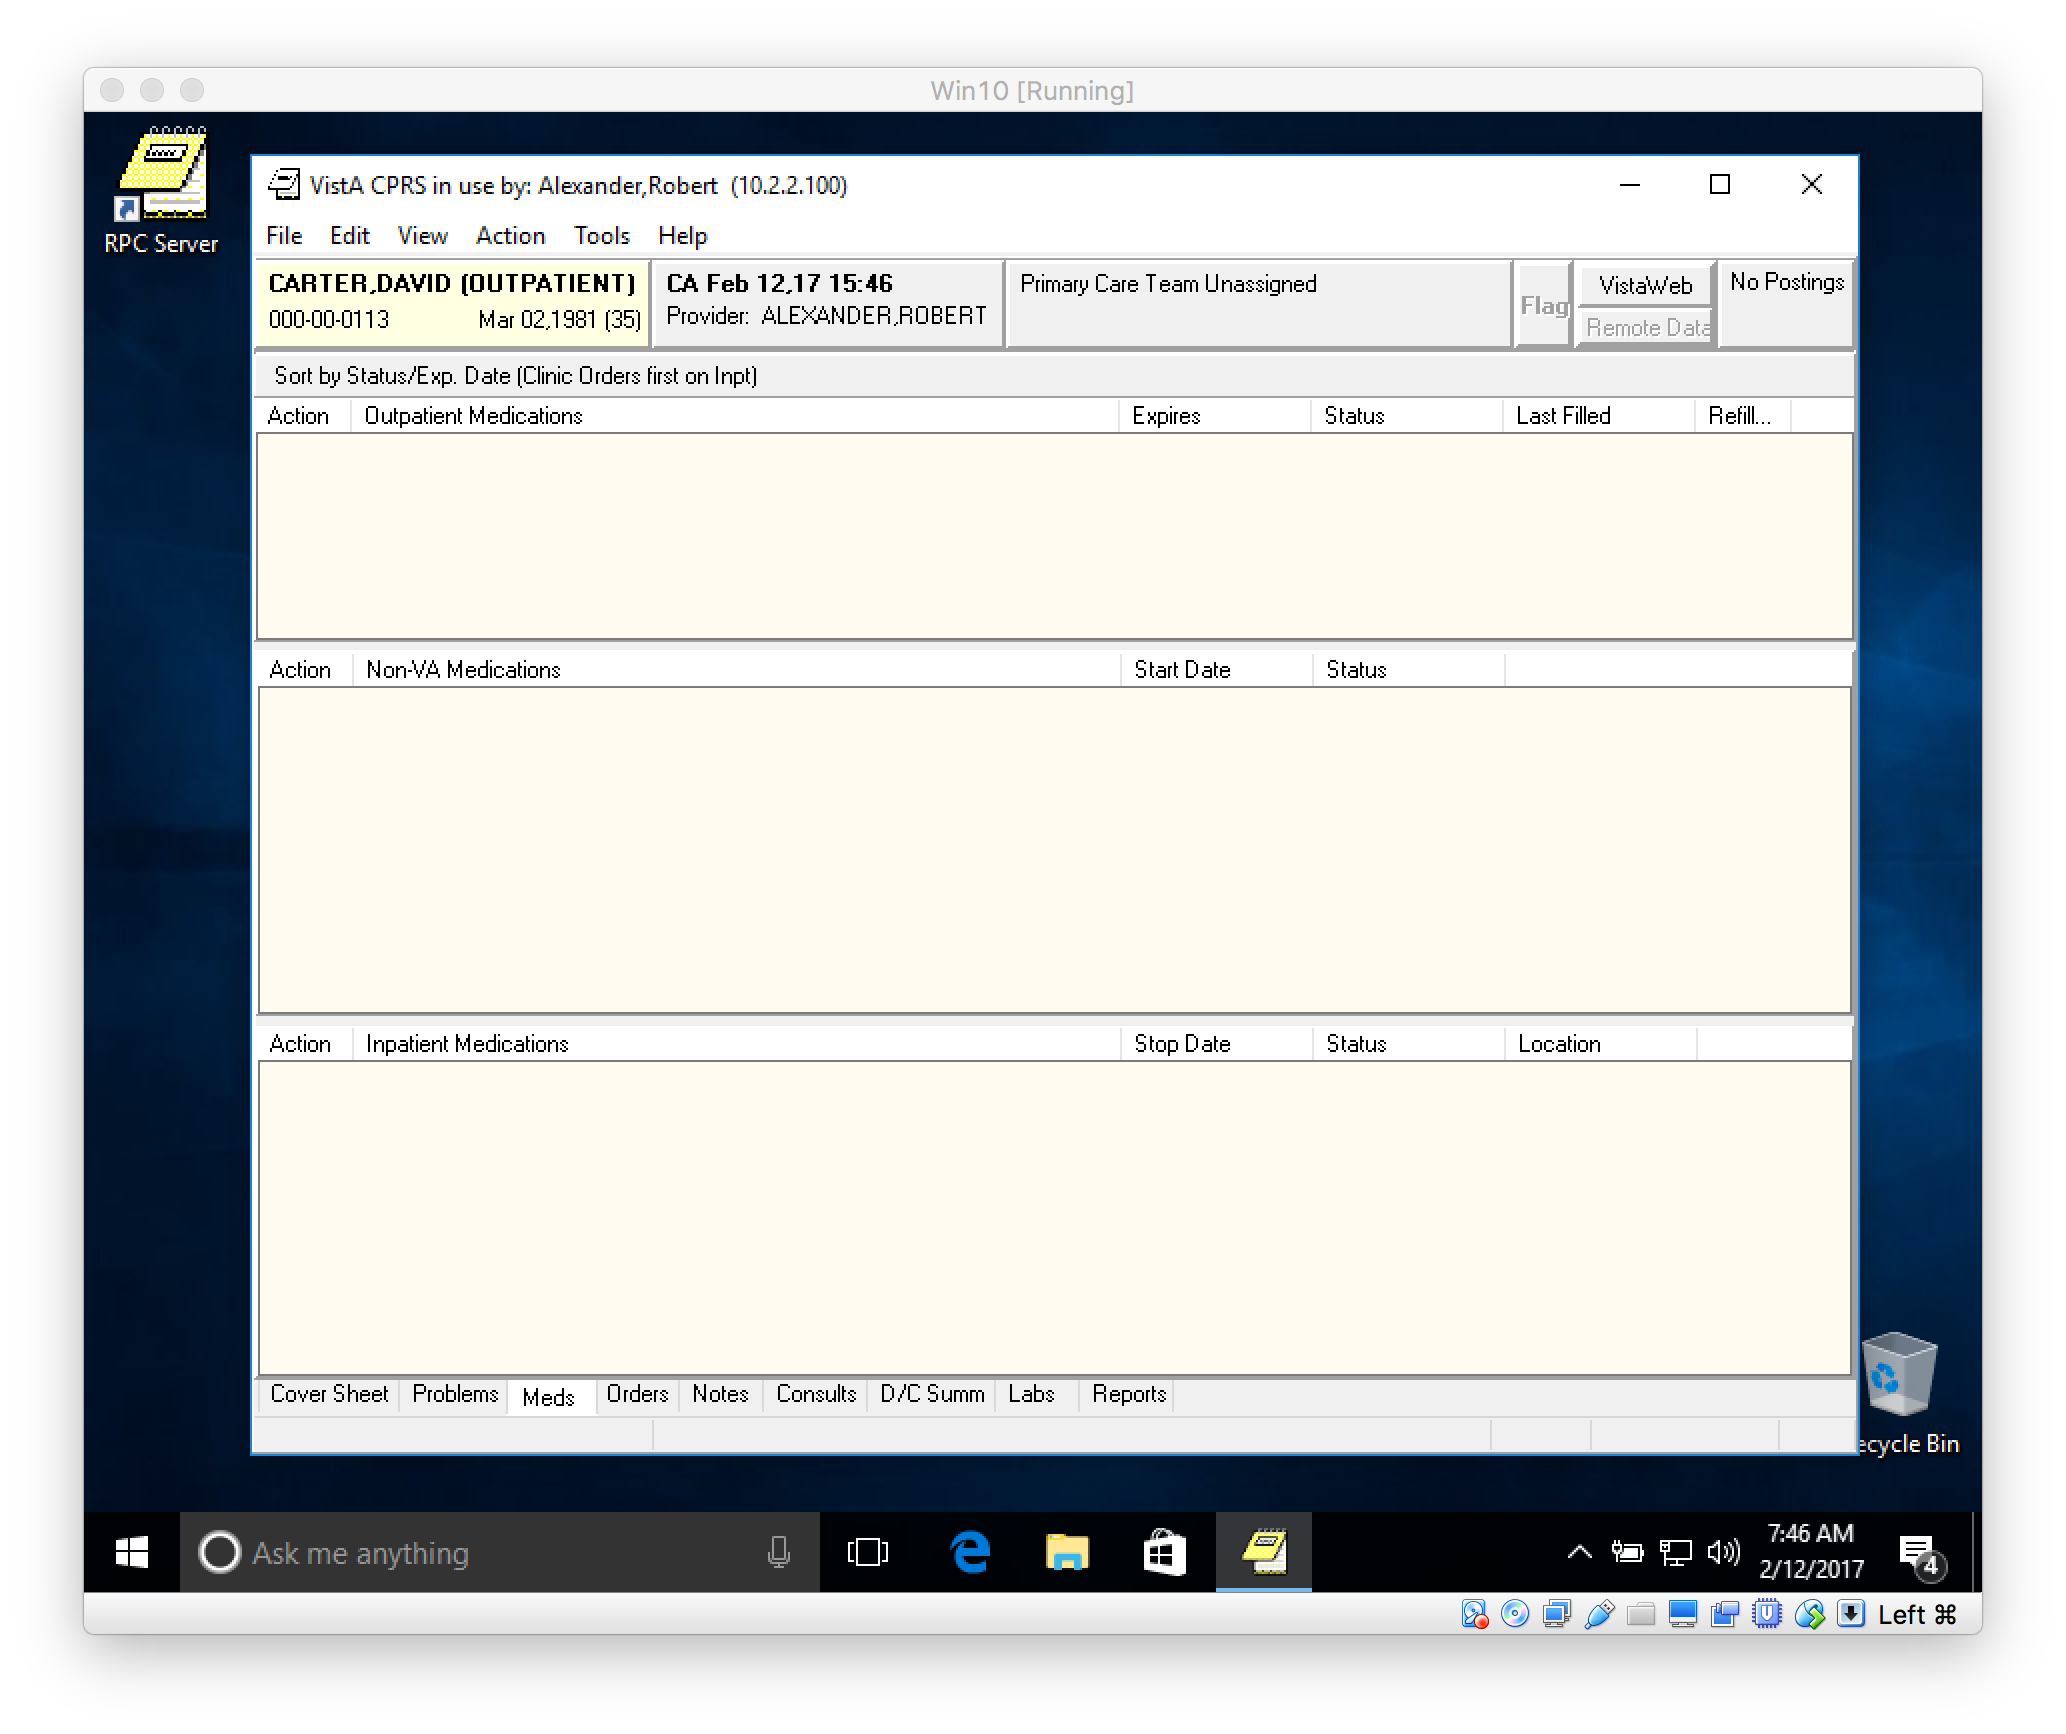 Win10 [Running]
RPC Server
VistA CPRS in use by: Alexander,Robert (10.2.2.100)
File Edit View Action Tools Help
CARTER,DAVID (OUTPATIENT) CA Feb 12,17 15:46 Primary Care Team Unassigned Flag VistaWeb No Postings
000-00-0113 Mar 02,1981 (35) Provider: ALEXANDER,ROBERT Remote Data
Sort by Status/Exp. Date (Clinic Orders first on Inpt)
Action Outpatient Medications Expires Status Last Filled Refill...
Action Non-VA Medications Start Date Status
Action Inpatient Medications Stop Date Status Location
Cover Sheet Problems Meds Orders Notes Consults D/C Summ Labs Reports
ecycle Bin
Ask me anything
7:46 AM
2/12/2017
4
Left ⌘